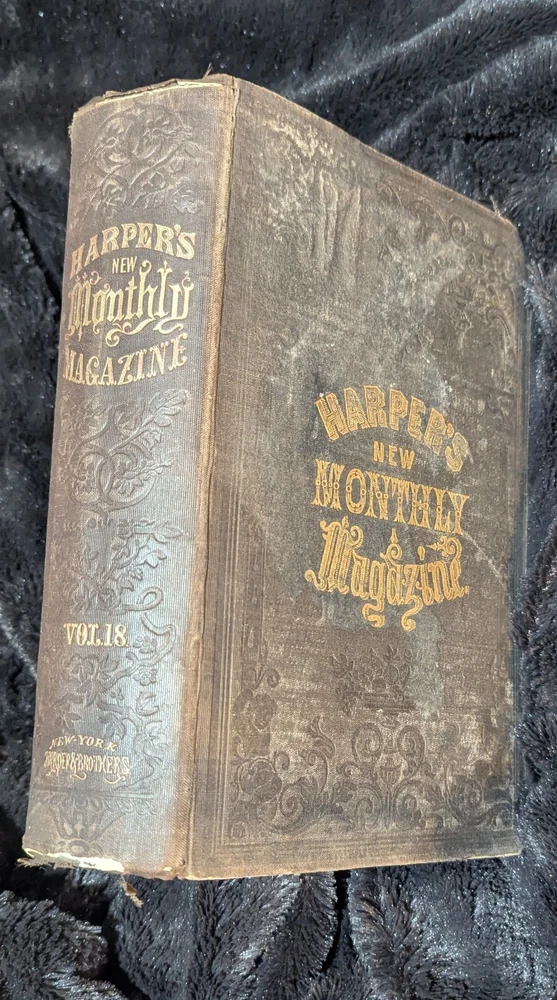 HARPER'S
NEW
Monthly
MAGAZINE
VOL.18
NEW-YORK
HARPER & BROTHERS.
HARPER'S
NEW
MONTHLY
Magazine.